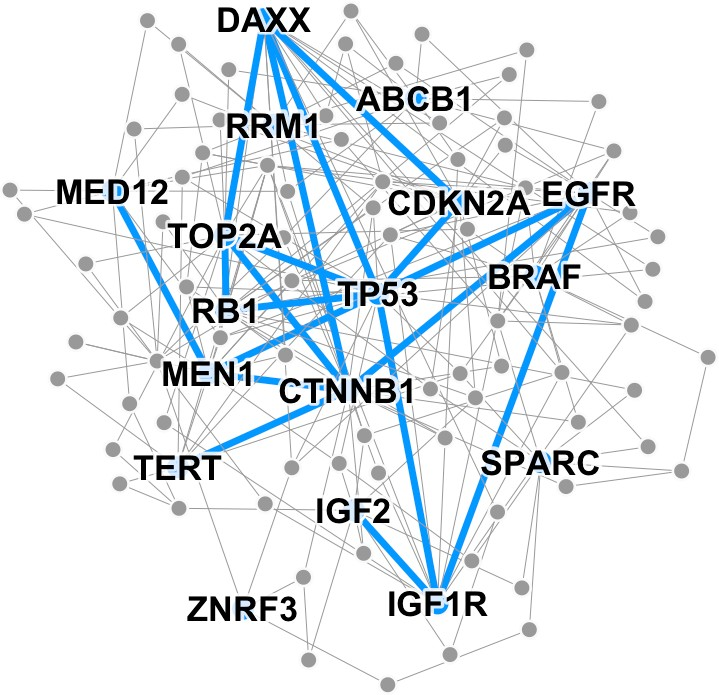 DAXX
ABCB1
RRM1
MED12
CDKN2A
EGFR
TOP2A
BRAF
TP53
RB1
MEN1
CTNNB1
TERT
SPARC
IGF2
ZNRF3
IGF1R